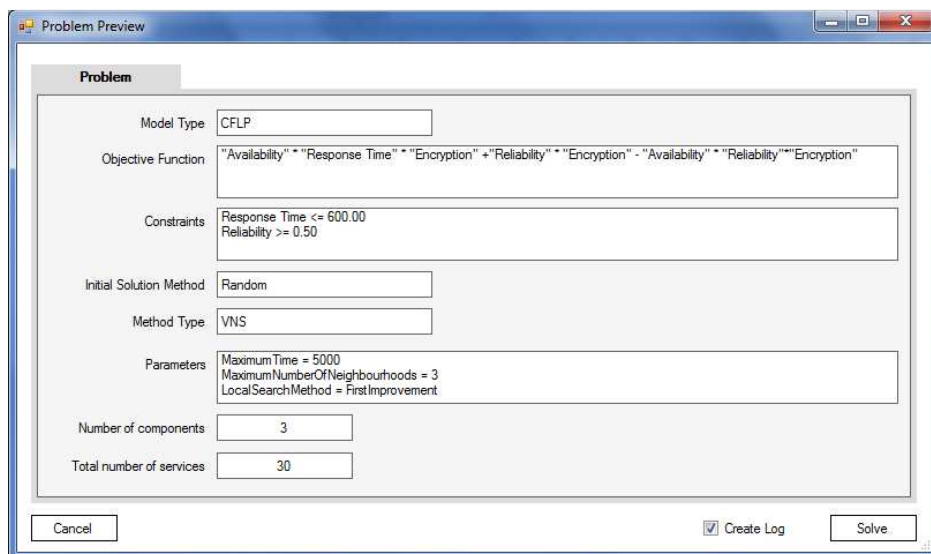 Problem Preview
Problem
Model Type CFLP
Objective Function "Availability" * "Response Time" * "Encryption" +"Reliability" * "Encryption" - "Availability" * "Reliability"*"Encryption"
Constraints Response Time <= 600.00
Reliability >= 0.50
Initial Solution Method Random
Method Type VNS
Parameters MaximumTime = 5000
MaximumNumberOfNeighbourhoods = 3
LocalSearchMethod = FirstImprovement
Number of components 3
Total number of services 30
Cancel Create Log Solve